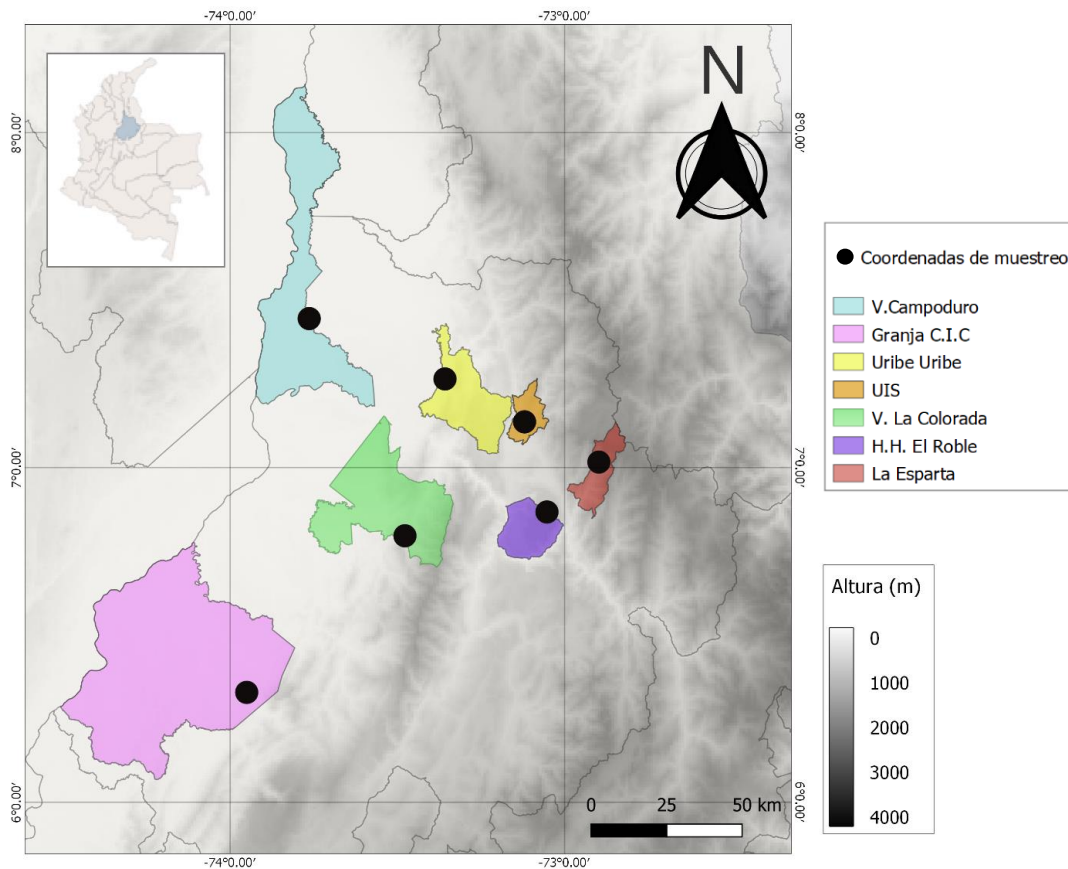 -74°0.00′
-73°0.00′
N
8°0.00′
8°0.00′
Coordenadas de muestreo
V.Campoduro
Granja C.I.C
Uribe Uribe
UIS
V. La Colorada
H.H. El Roble
La Esparta
7°0.00′
7°0.00′
Altura (m)
0
1000
2000
3000
4000
6°0.00′
6°0.00′
0 25 50 km
-74°0.00′
-73°0.00′